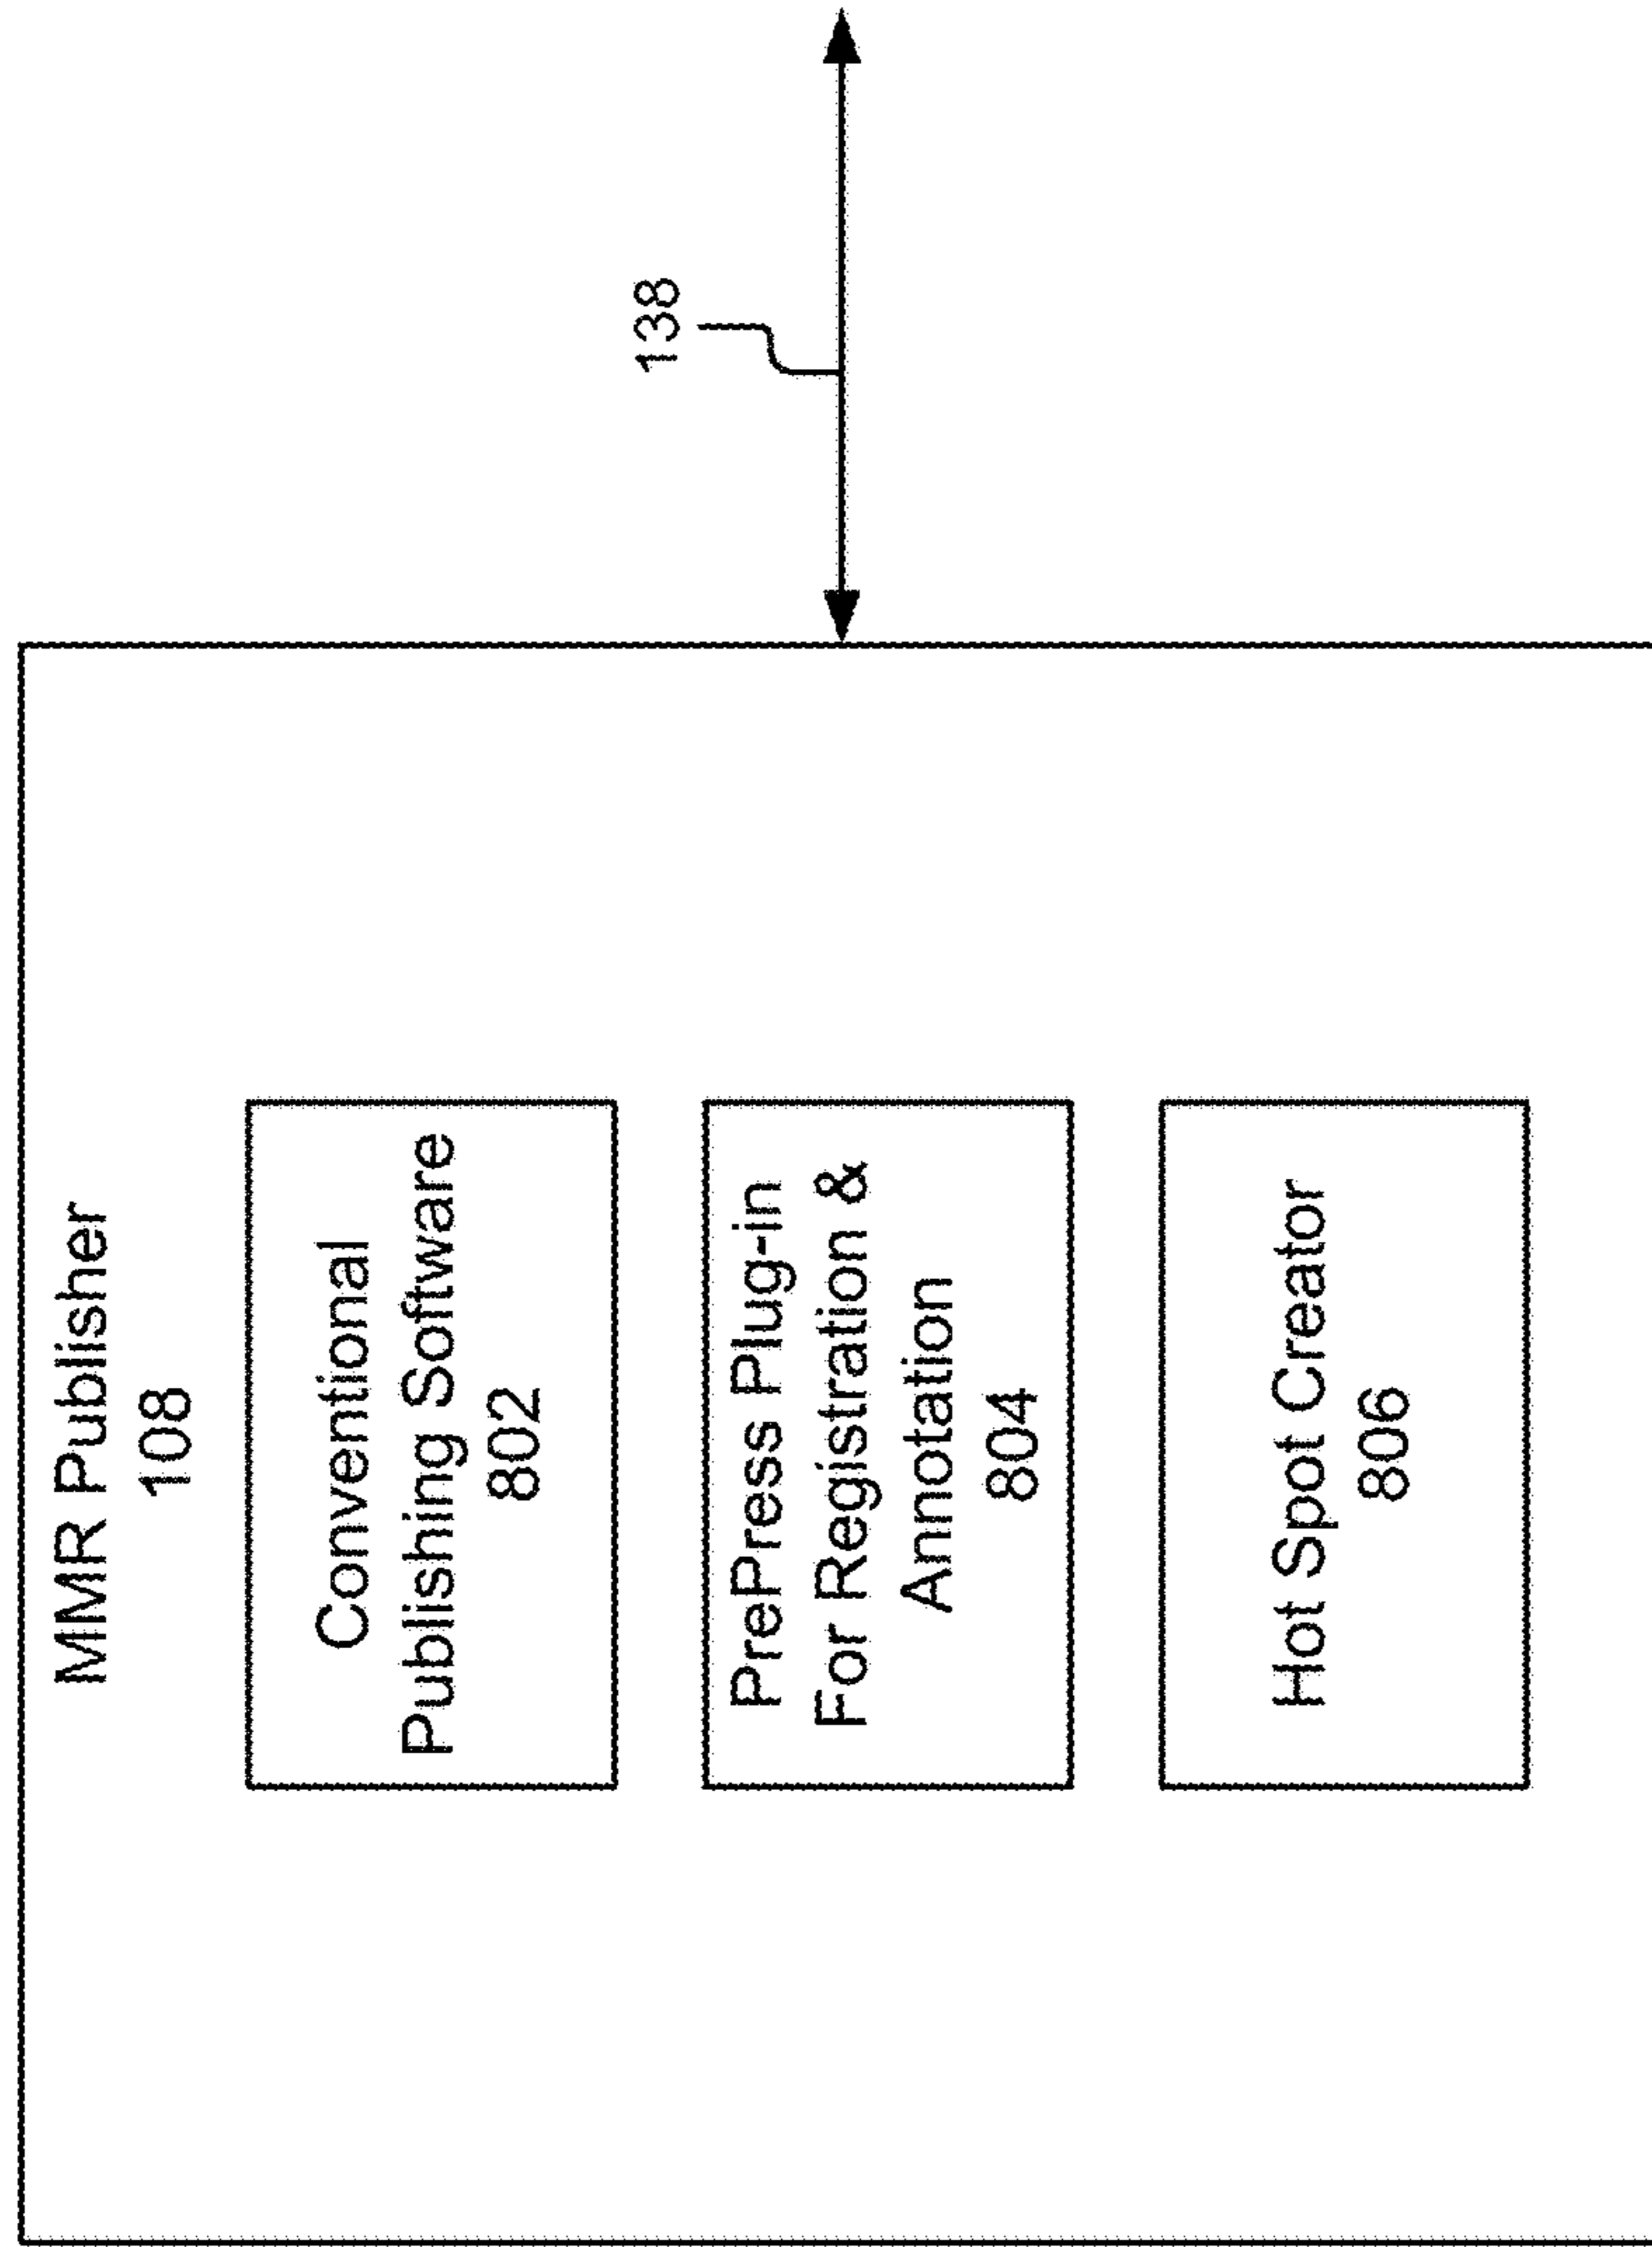 MMR Publisher
108
Conventional
Publishing Software
802
PrePress Plug-in
For Registration &
Annotation
804
Hot Spot Creator
806
138